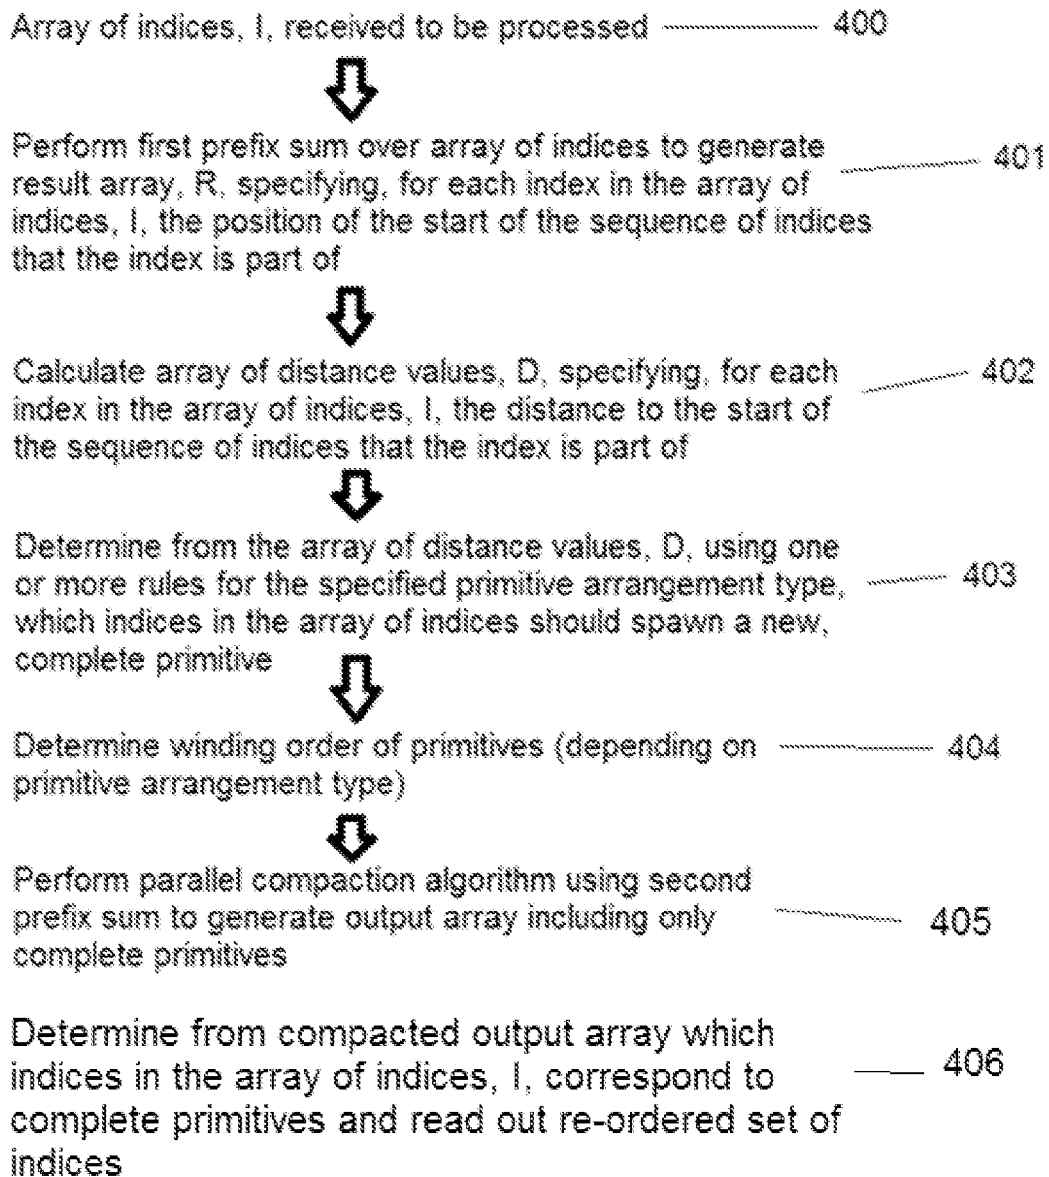 Array of indices, I, received to be processed 400
Perform first prefix sum over array of indices to generate
result array, R, specifying, for each index in the array of 401
indices, I, the position of the start of the sequence of indices
that the index is part of
Calculate array of distance values, D, specifying, for each 402
index in the array of indices, I, the distance to the start of
the sequence of indices that the index is part of
Determine from the array of distance values, D, using one
or more rules for the specified primitive arrangement type, 403
which indices in the array of indices should spawn a new,
complete primitive
Determine winding order of primitives (depending on 404
primitive arrangement type)
Perform parallel compaction algorithm using second
prefix sum to generate output array including only 405
complete primitives
Determine from compacted output array which
indices in the array of indices, I, correspond to 406
complete primitives and read out re-ordered set of
indices